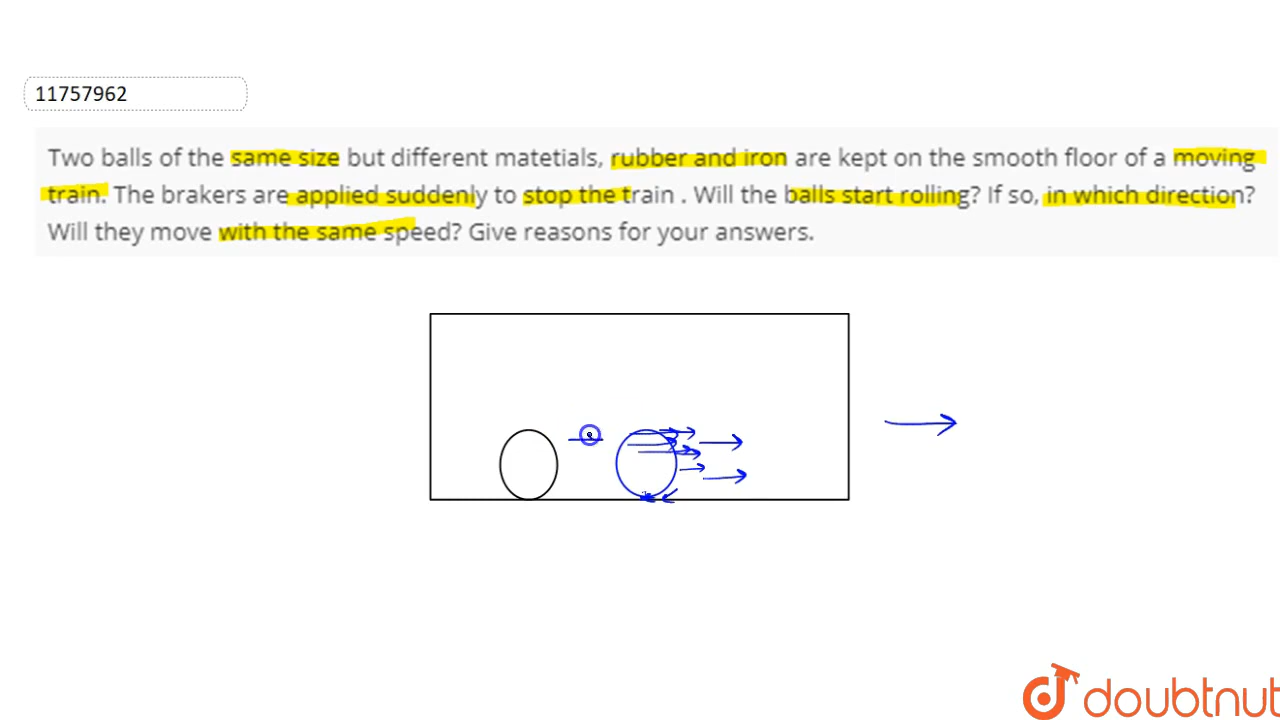 11757962
Two balls of the same size but different matetials, rubber and iron are kept on the smooth floor of a moving
train. The brakers are applied suddenly to stop the train . Will the balls start rolling? If so, in which direction?
Will they move with the same speed? Give reasons for your answers.
doubtnut